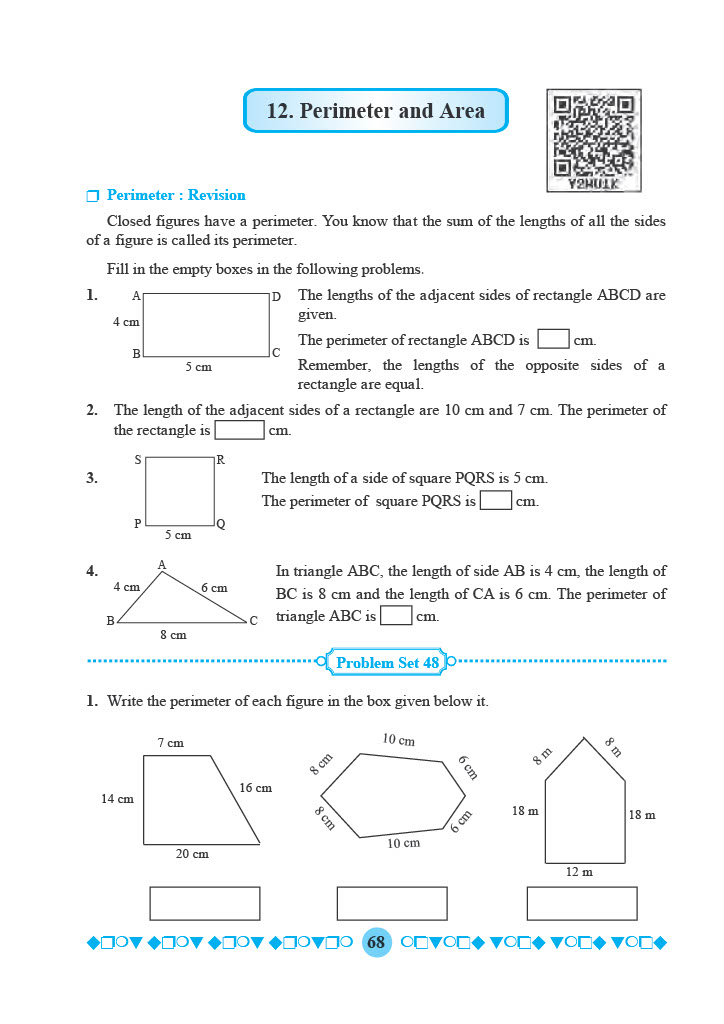 12. Perimeter and Area
Y2HU1K
❒ Perimeter : Revision
Closed figures have a perimeter. You know that the sum of the lengths of all the sides
of a figure is called its perimeter.
Fill in the empty boxes in the following problems.
1.
A
D
4 cm
B
C
5 cm
The lengths of the adjacent sides of rectangle ABCD are
given.
The perimeter of rectangle ABCD is cm.
Remember, the lengths of the opposite sides of a
rectangle are equal.
2. The length of the adjacent sides of a rectangle are 10 cm and 7 cm. The perimeter of
the rectangle is cm.
3.
S
R
P
Q
5 cm
The length of a side of square PQRS is 5 cm.
The perimeter of square PQRS is cm.
4.
A
4 cm
6 cm
B
C
8 cm
In triangle ABC, the length of side AB is 4 cm, the length of
BC is 8 cm and the length of CA is 6 cm. The perimeter of
triangle ABC is cm.
Problem Set 48
1. Write the perimeter of each figure in the box given below it.
7 cm
14 cm
16 cm
20 cm
10 cm
8 cm
6 cm
8 cm
6 cm
10 cm
8 m
8 m
18 m
18 m
12 m
68